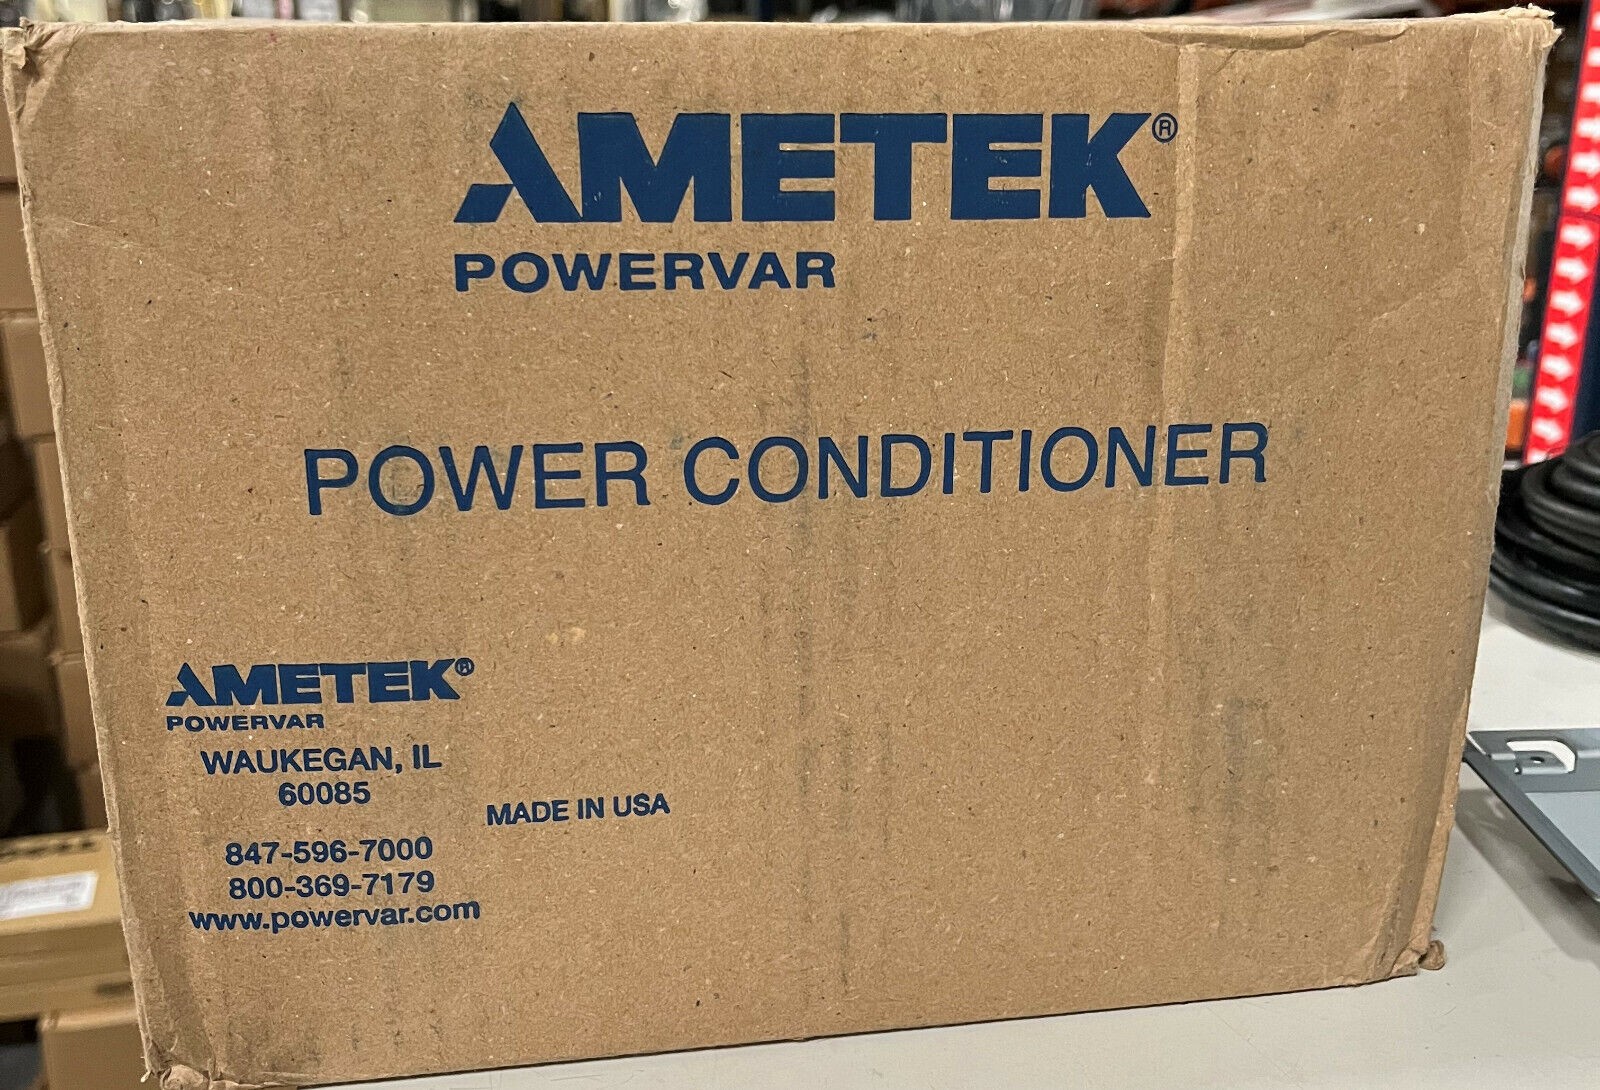 AMETEK®
POWERVAR
POWER CONDITIONER
AMETEK®
POWERVAR
WAUKEGAN, IL
60085
MADE IN USA
847-596-7000
800-369-7179
www.powervar.com